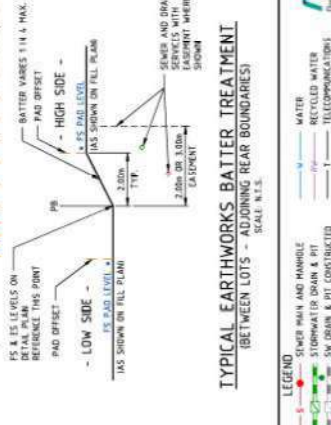 FS & ES LEVELS ON
DETAIL PLAN
REFERENCE THIS POINT
PAD OFFSET
- LOW SIDE -
FS PAD LEVEL
(AS SHOWN ON FILL PLAN)
PB
BATTER VARIES 1 IN 4 MAX.
PAD OFFSET
- HIGH SIDE -
FS PAD LEVEL
(AS SHOWN ON FILL PLAN)
2.00m
TYP.
2.00m OR 3.00m
EASEMENT
SEWER AND DRA
SERVICES WITH
EASEMENT WHERE
SHOWN
TYPICAL EARTHWORKS BATTER TREATMENT
(BETWEEN LOTS - ADJOINING REAR BOUNDARIES)
SCALE: N.T.S.
LEGEND
S
SEWER MAIN AND MANHOLE
STORMWATER DRAIN & PIT
SW DRAIN & PIT CONSTRUCTED
W
WATER
RW
RECYCLED WATER
T
TELECOMMUNICATIONS